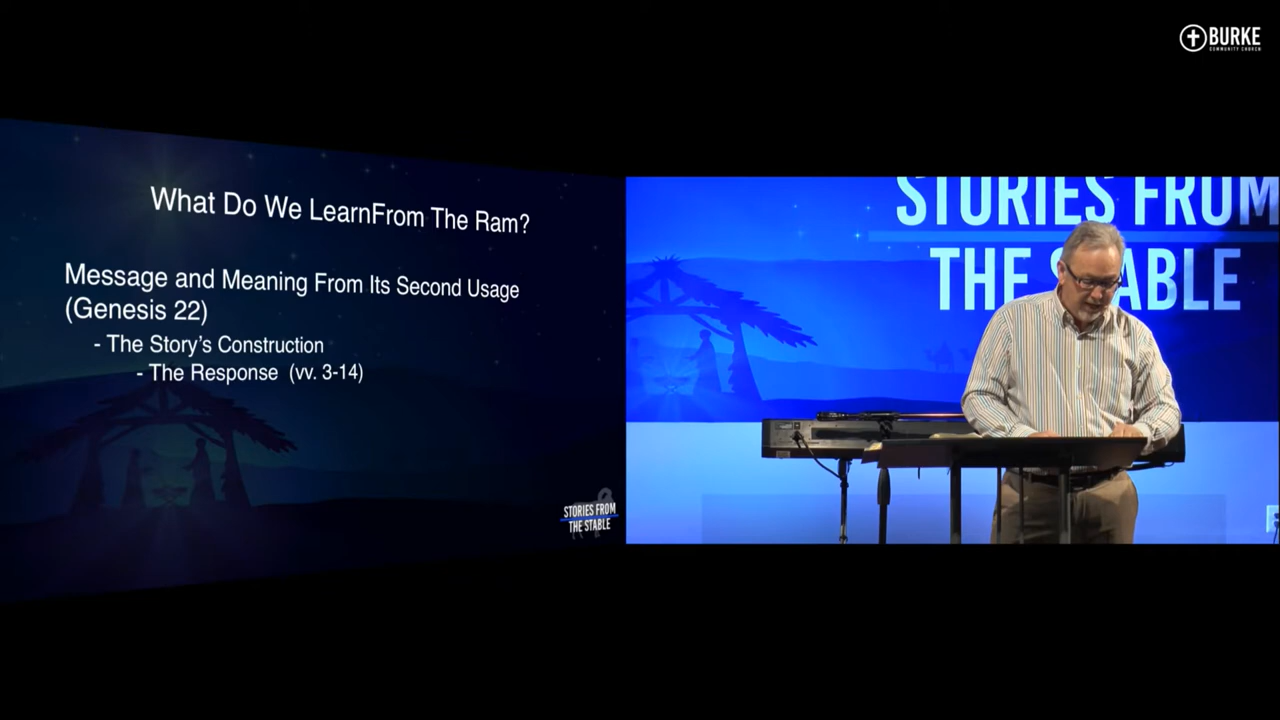 BURKE
COMMUNITY CHURCH
What Do We LearnFrom The Ram?
Message and Meaning From Its Second Usage
(Genesis 22)
- The Story's Construction
- The Response (vv. 3-14)
STORIES FROM
THE STABLE
STORIES FROM
THE STABLE